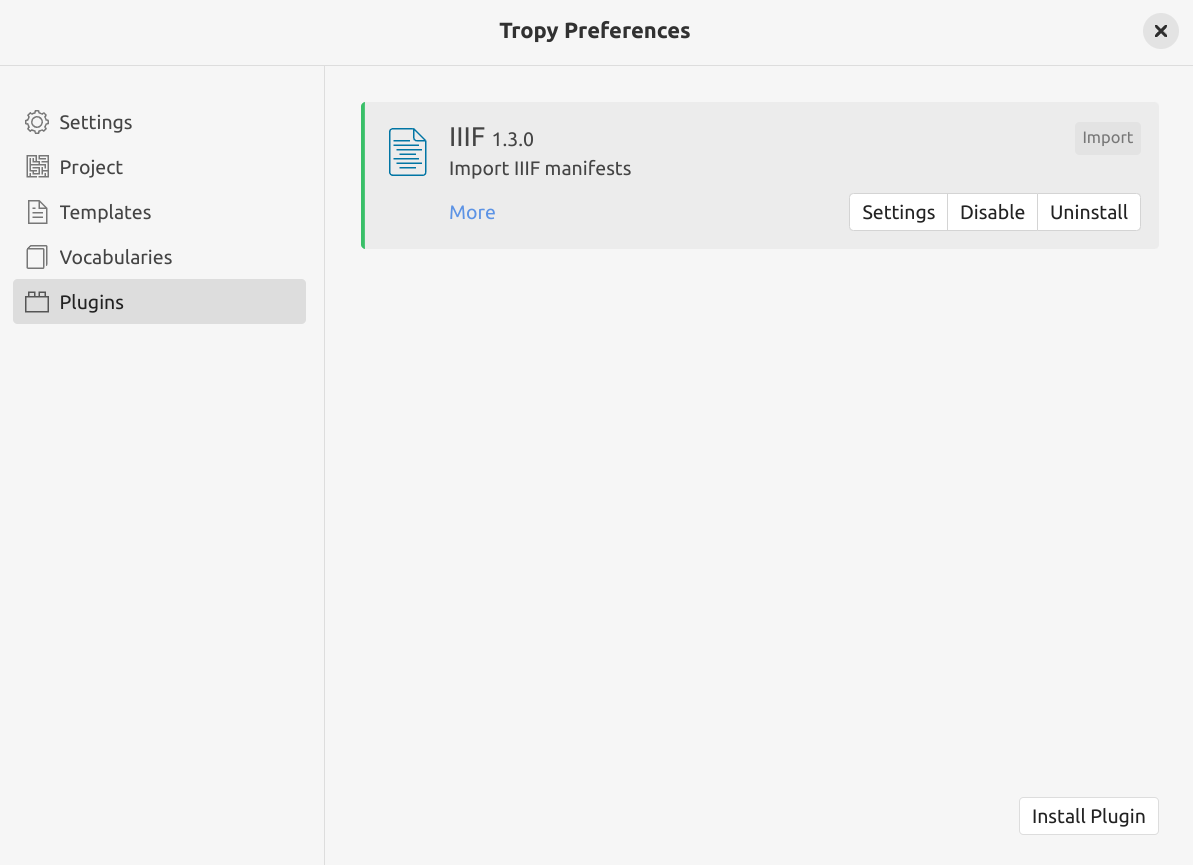 Tropy Preferences
Settings
Project
Templates
Vocabularies
Plugins
IIIF 1.3.0
Import
Import IIIF manifests
More
Settings
Disable
Uninstall
Install Plugin